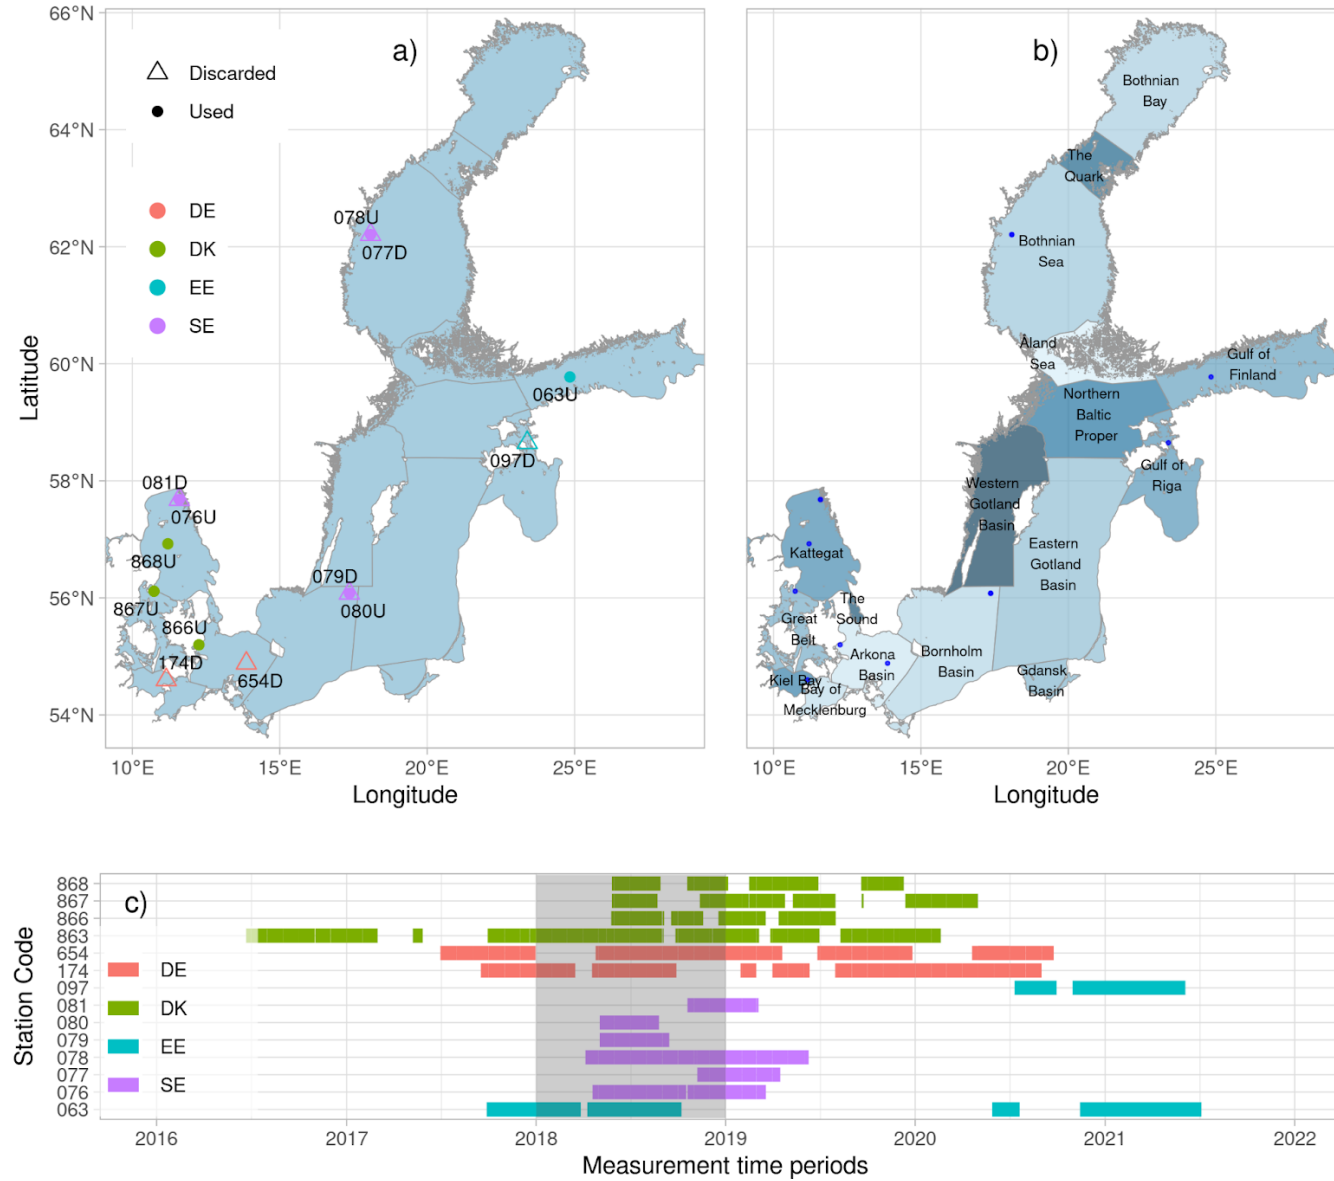 66°N
64°N
62°N
60°N
58°N
56°N
54°N
Latitude
a)
Discarded
Used
DE
DK
EE
SE
078U
077D
063U
097D
081D
076U
868U
867U
866U
174D
654D
079D
080U
10°E
15°E
20°E
25°E
Longitude
b)
Bothnian
Bay
The
Quark
Bothnian
Sea
Åland
Sea
Gulf of
Finland
Northern
Baltic
Proper
Gulf of
Riga
Western
Gotland
Basin
Eastern
Gotland
Basin
Kattegat
The
Sound
Great
Belt
Arkona
Basin
Bornholm
Basin
Gdansk
Basin
Kiel Bay
Bay of
Mecklenburg
10°E
15°E
20°E
25°E
Longitude
c)
Station Code
868
867
866
863
654
174
097
081
080
079
078
077
076
063
DE
DK
EE
SE
2016
2017
2018
2019
2020
2021
2022
Measurement time periods